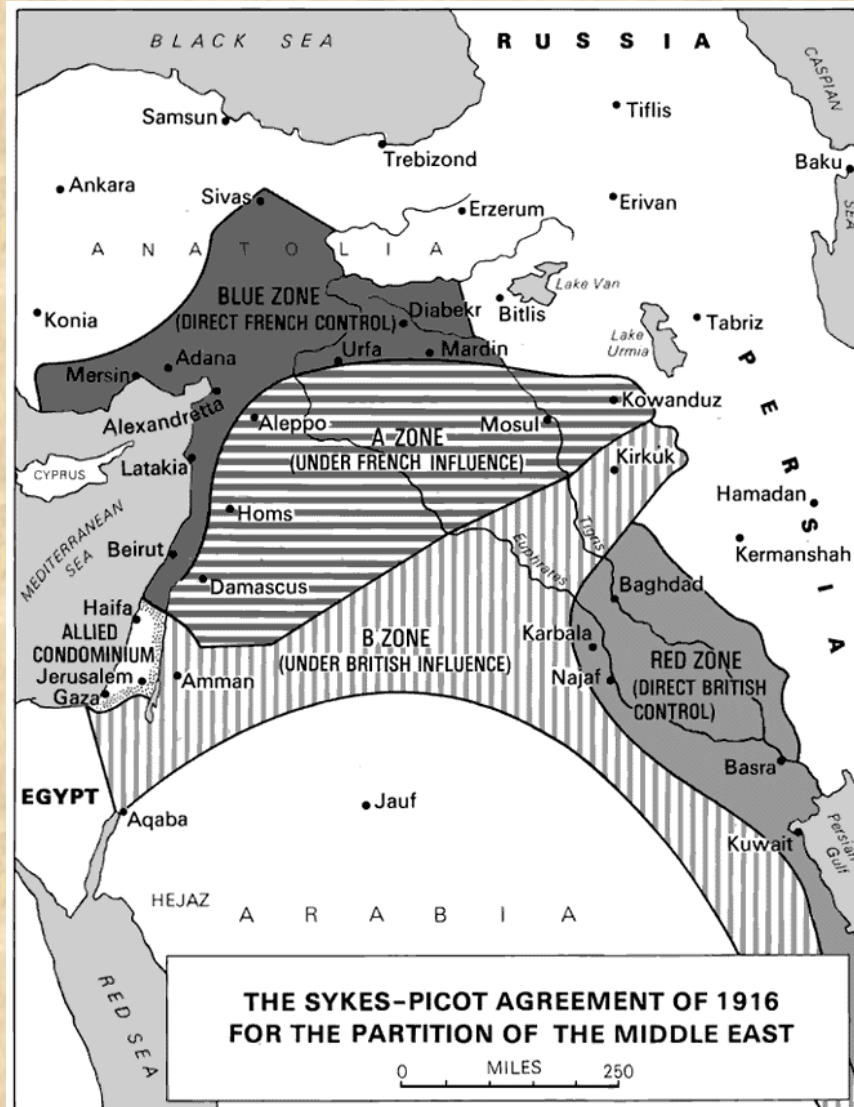 BLACK SEA
RUSSIA
CASPIAN
SEA
Tiflis
Samsun
Trebizond
Baku
Ankara
Sivas
Erzerum
Erivan
ANATOLIA
BLUE ZONE
(DIRECT FRENCH CONTROL)
Lake Van
Konia
Diabekr
Bitlis
Tabriz
Lake
Urmia
Adana
Urfa
Mardin
Mersin
PERSIA
Alexandretta
Aleppo
Mosul
Kowanduz
A ZONE
(UNDER FRENCH INFLUENCE)
Latakia
Kirkúk
CYPRUS
Hamadan
Homs
MEDITERRANEAN
SEA
Tigris
Euphrates
Kermanshah
Beirut
Damascus
Baghdad
Haifa
ALLIED
CONDOMINIUM
B ZONE
(UNDER BRITISH INFLUENCE)
Karbala
RED ZONE
(DIRECT BRITISH
CONTROL)
Jerusalem
Amman
Najaf
Gaza
Basra
EGYPT
Aqaba
Jauf
Kuwait
Persian
Gulf
HEJAZ
ARABIA
RED SEA
THE SYKES–PICOT AGREEMENT OF 1916
FOR THE PARTITION OF THE MIDDLE EAST
MILES
0 250